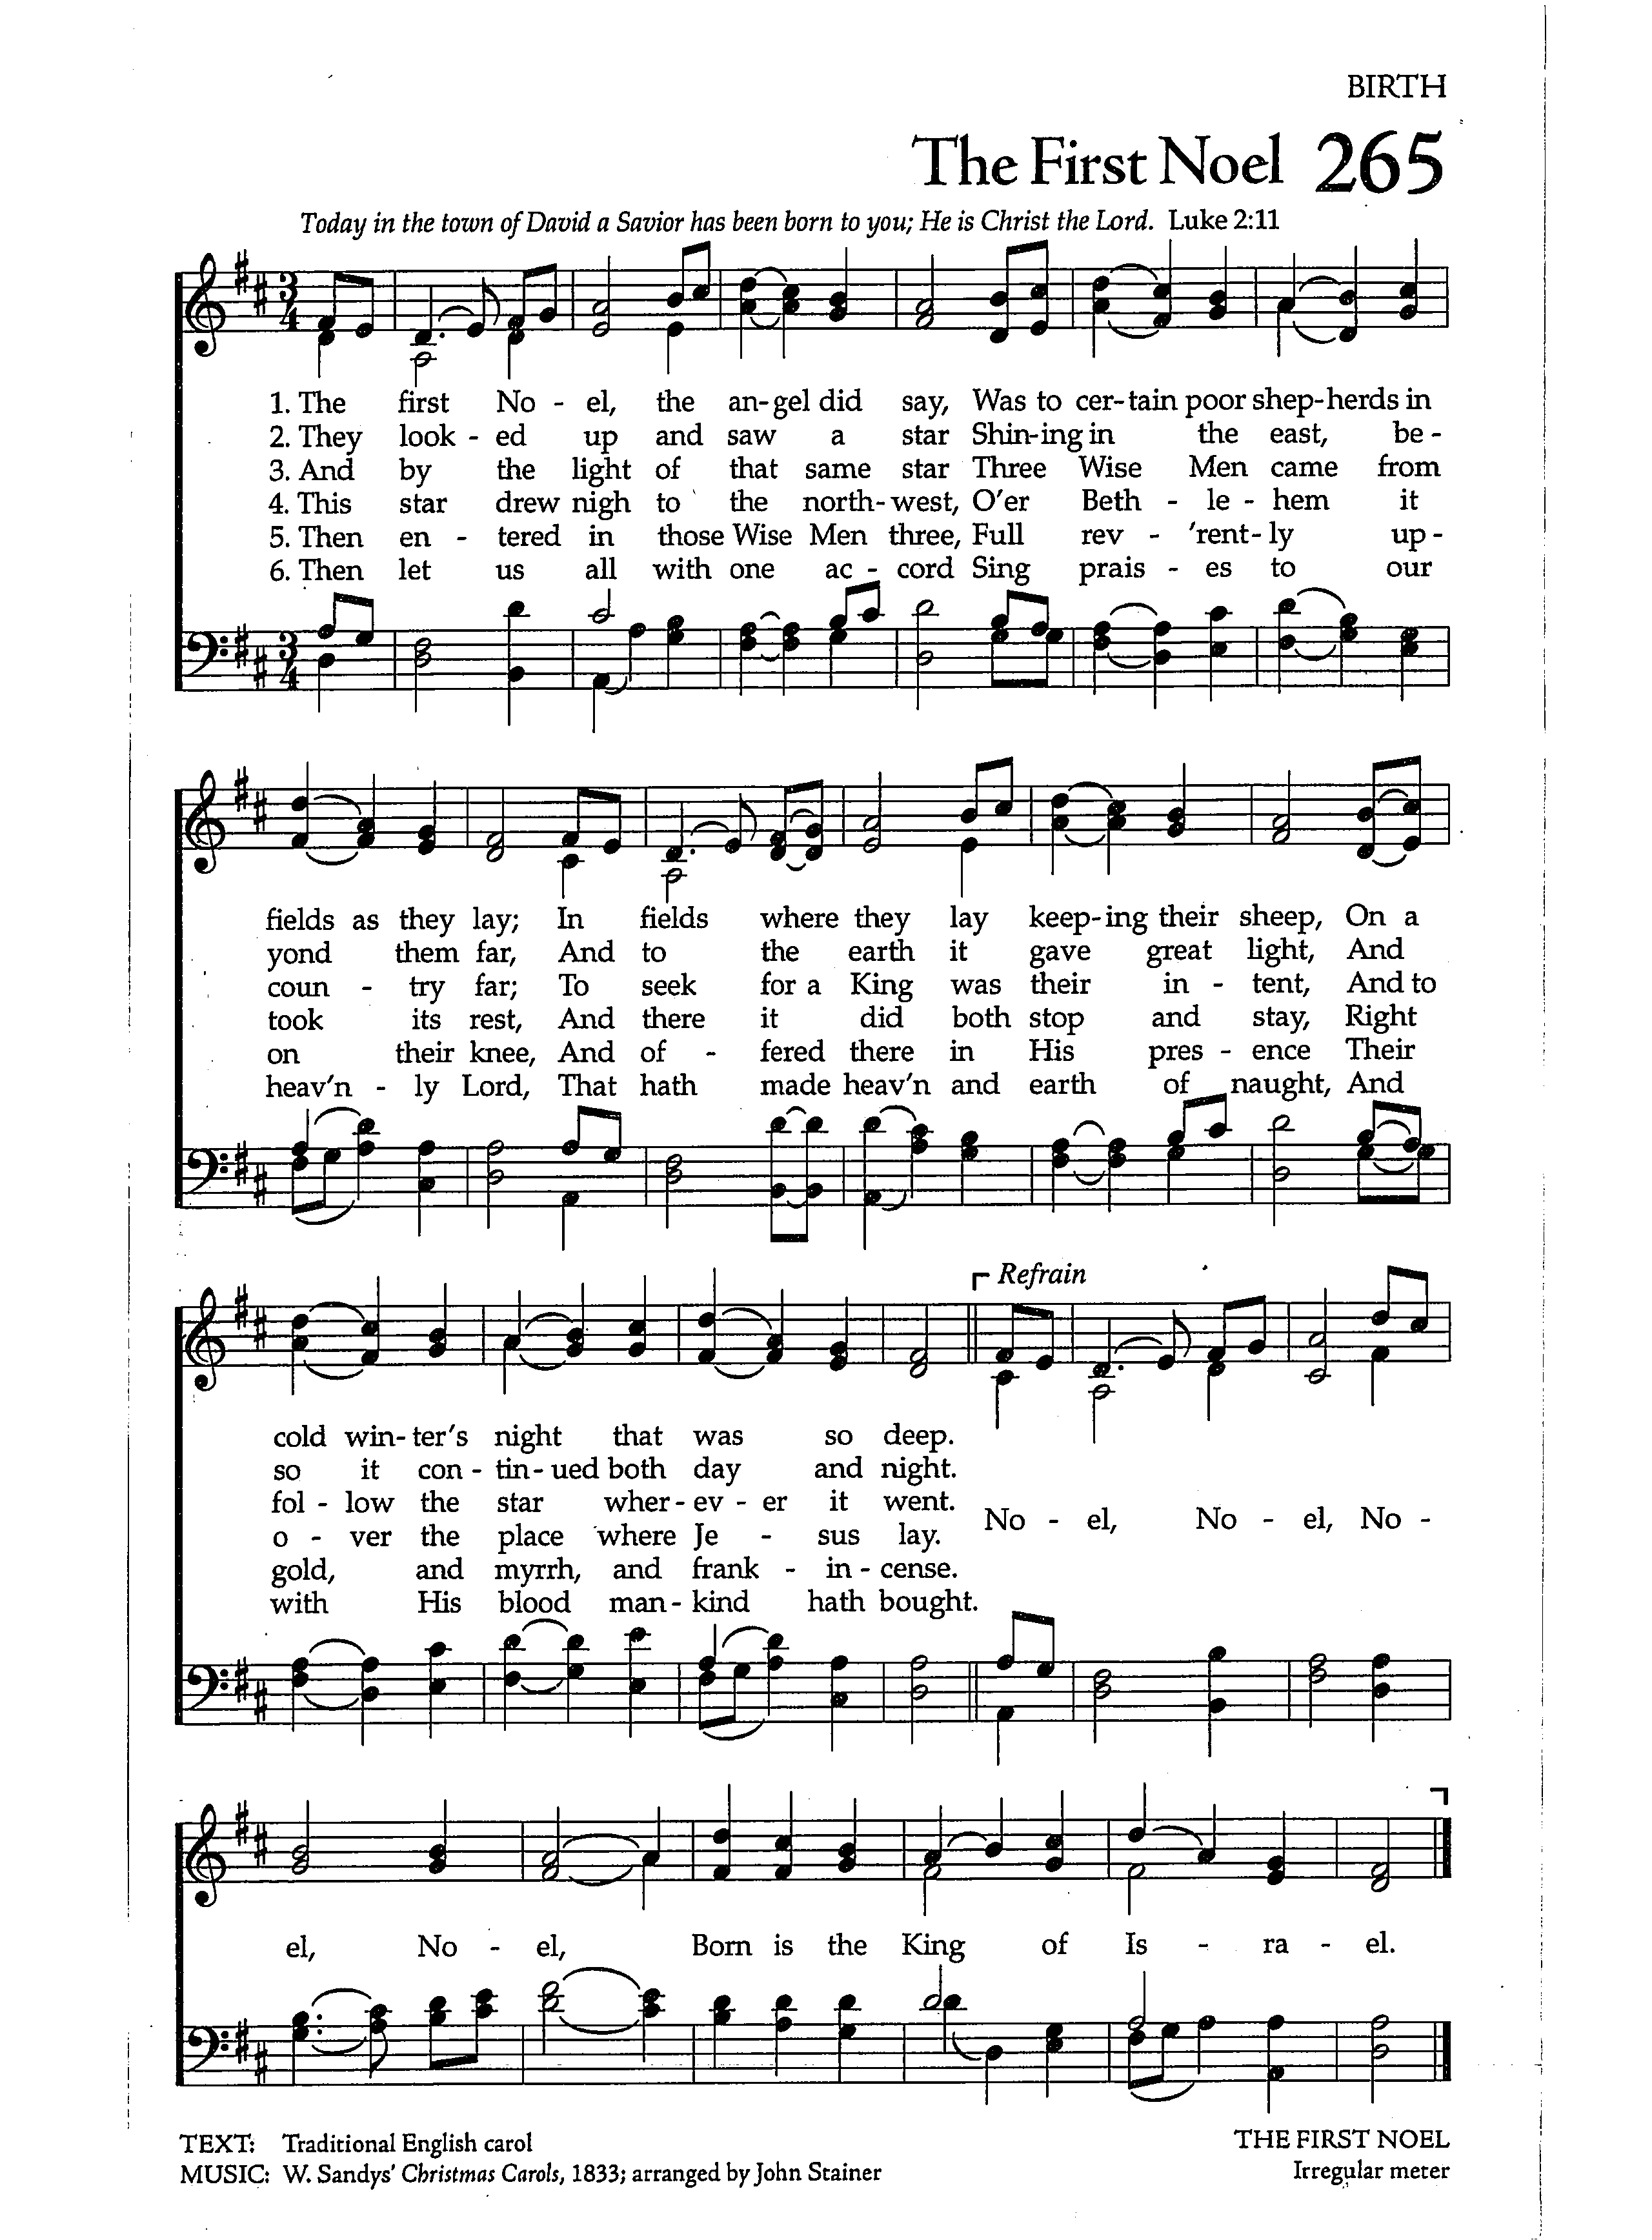 BIRTH
The First Noel 265
Today in the town of David a Savior has been born to you; He is Christ the Lord. Luke 2:11
1. The first No - el, the an-gel did say, Was to cer-tain poor shep-herds in
2. They look - ed up and saw a star Shin-ing in the east, be -
3. And by the light of that same star Three Wise Men came from
4. This star drew nigh to the north-west, O'er Beth - le - hem it
5. Then en - tered in those Wise Men three, Full rev - 'rent-ly up -
6. Then let us all with one ac - cord Sing prais - es to our
fields as they lay; In fields where they lay keep-ing their sheep, On a
yond them far, And to the earth it gave great light, And
coun - try far; To seek for a King was their in - tent, And to
took its rest, And there it did both stop and stay, Right
on their knee, And of - fered there in His pres - ence Their
heav'n - ly Lord, That hath made heav'n and earth of naught, And
Refrain
cold win-ter's night that was so deep.
so it con - tin-ued both day and night.
fol - low the star wher-ev - er it went.
o - ver the place where Je - sus lay.
gold, and myrrh, and frank - in - cense.
with His blood man-kind hath bought.
No - el, No - el, No -
el, No - el, Born is the King of Is - ra - el.
TEXT: Traditional English carol
MUSIC: W. Sandys' Christmas Carols, 1833; arranged by John Stainer
THE FIRST NOEL
Irregular meter